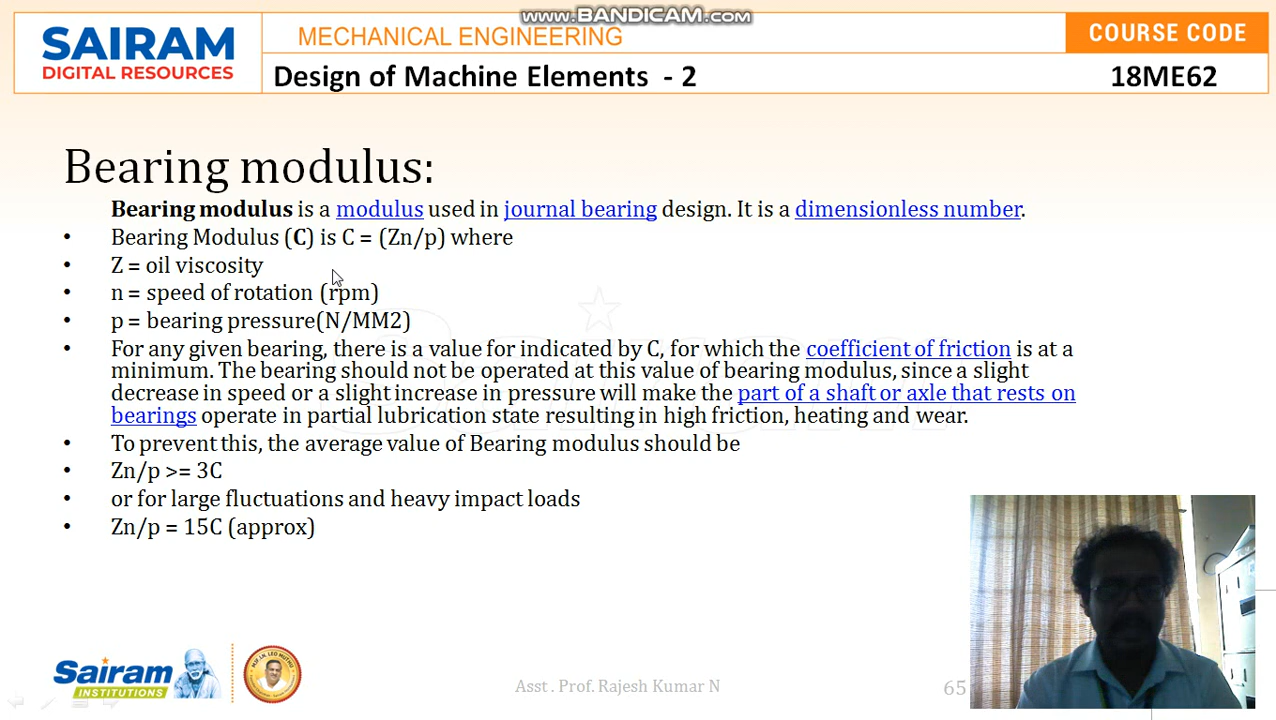 www.BANDICAM.com
SAIRAM
DIGITAL RESOURCES
MECHANICAL ENGINEERING
COURSE CODE
Design of Machine Elements - 2
18ME62
Bearing modulus:
Bearing modulus is a modulus used in journal bearing design. It is a dimensionless number.
• Bearing Modulus (C) is C = (Zn/p) where
• Z = oil viscosity
• n = speed of rotation (rpm)
• p = bearing pressure(N/MM2)
• For any given bearing, there is a value for indicated by C, for which the coefficient of friction is at a
minimum. The bearing should not be operated at this value of bearing modulus, since a slight
decrease in speed or a slight increase in pressure will make the part of a shaft or axle that rests on
bearings operate in partial lubrication state resulting in high friction, heating and wear.
• To prevent this, the average value of Bearing modulus should be
• Zn/p >= 3C
• or for large fluctuations and heavy impact loads
• Zn/p = 15C (approx)
Sairam
INSTITUTIONS
Asst . Prof. Rajesh Kumar N
65